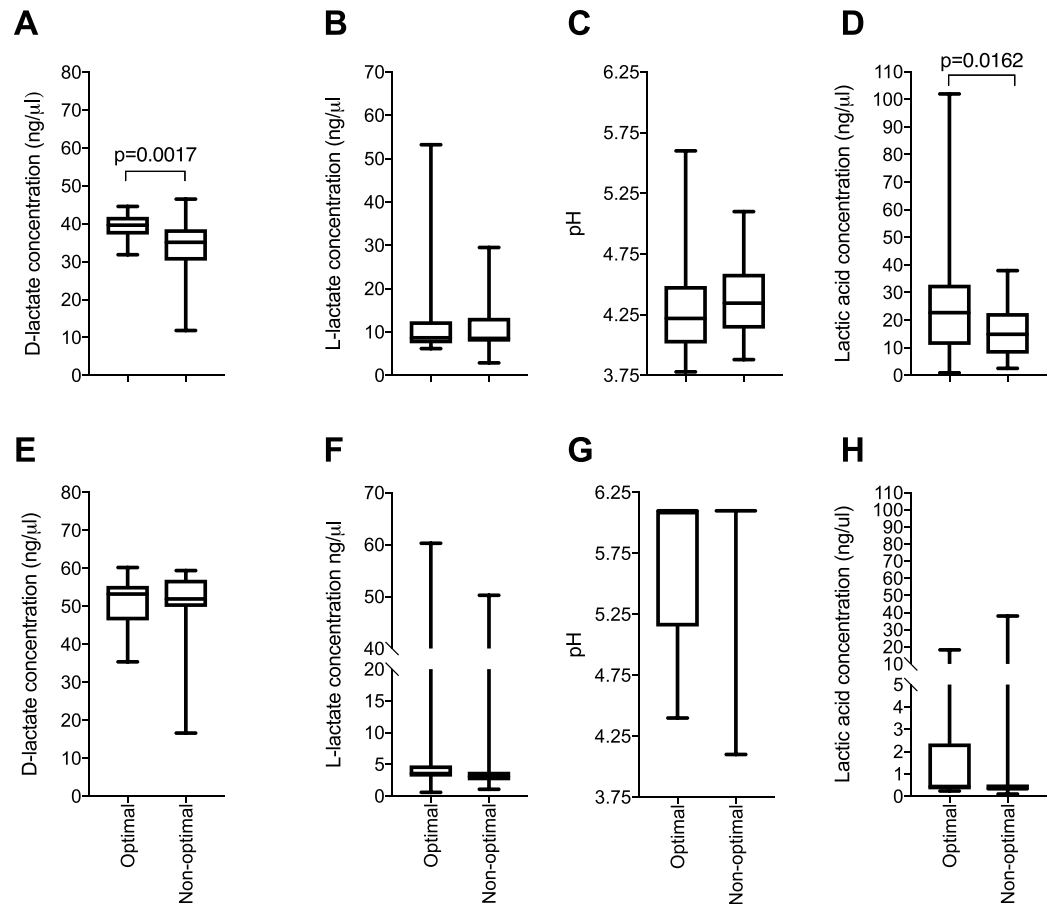 A
D-lactate concentration (ng/µl)
80
70
60
50
40
30
20
10
0
p=0.0017
B
L-lactate concentration (ng/µl)
70
60
50
40
30
20
10
0
C
pH
6.25
5.75
5.25
4.75
4.25
3.75
D
Lactic acid concentration (ng/ul)
110
100
90
80
70
60
50
40
30
20
10
0
p=0.0162
E
D-lactate concentration (ng/µl)
80
70
60
50
40
30
20
10
0
Optimal
Non-optimal
F
L-lactate concentration ng/µl
70
60
50
40
20
15
10
5
0
Optimal
Non-optimal
G
pH
6.25
5.75
5.25
4.75
4.25
3.75
Optimal
Non-optimal
H
Lactic acid concentration (ng/ul)
110
100
90
80
70
60
50
40
30
20
10
5
4
3
2
1
0
Optimal
Non-optimal